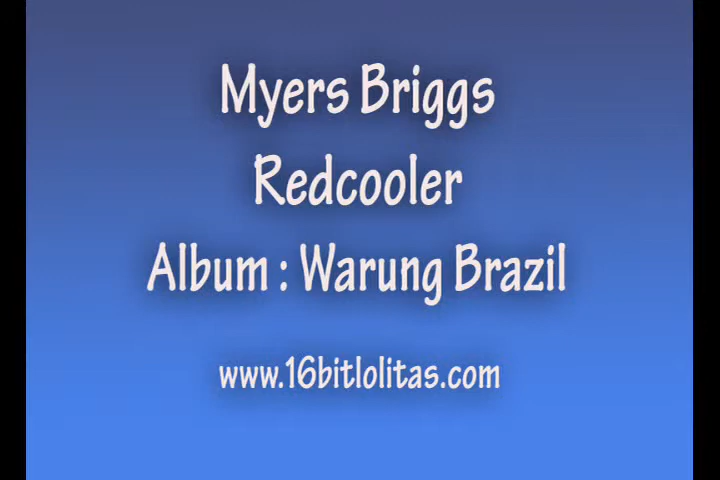 Myers Briggs
Redcooler
Album : Warung Brazil
www.16bitlolitas.com